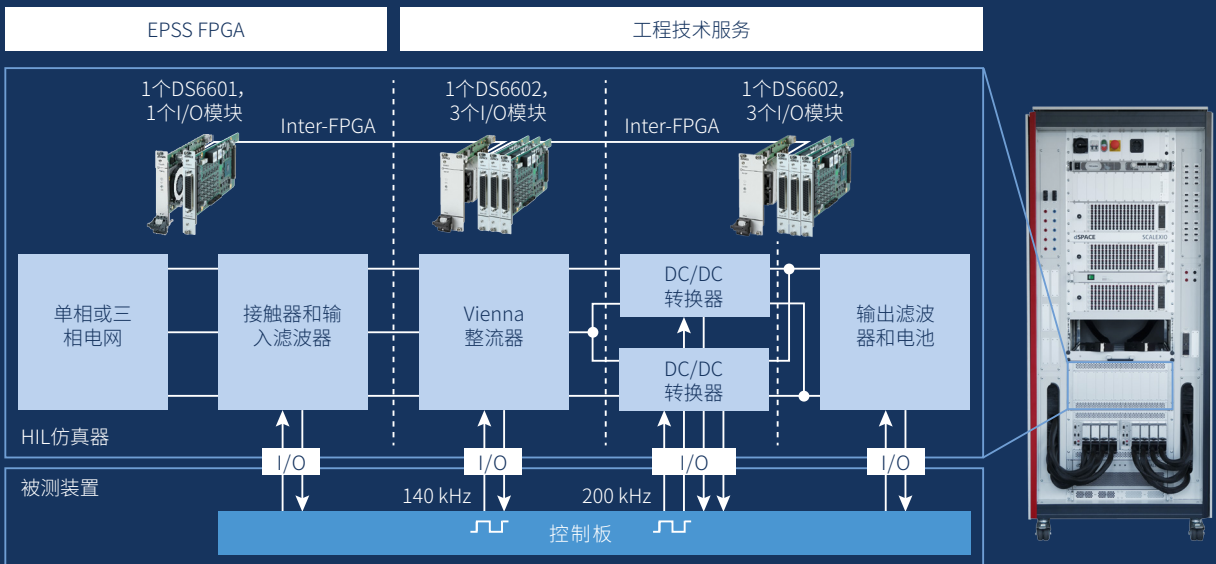 EPSS FPGA
工程技术服务
1个DS6601,
1个I/O模块
Inter-FPGA
1个DS6602,
3个I/O模块
Inter-FPGA
1个DS6602,
3个I/O模块
dSPACE
SCALEXIO
单相或三
相电网
接触器和输
入滤波器
Vienna
整流器
DC/DC
转换器
DC/DC
转换器
输出滤波
器和电池
HIL仿真器
I/O
I/O
I/O
I/O
被测装置
140 kHz
200 kHz
控制板